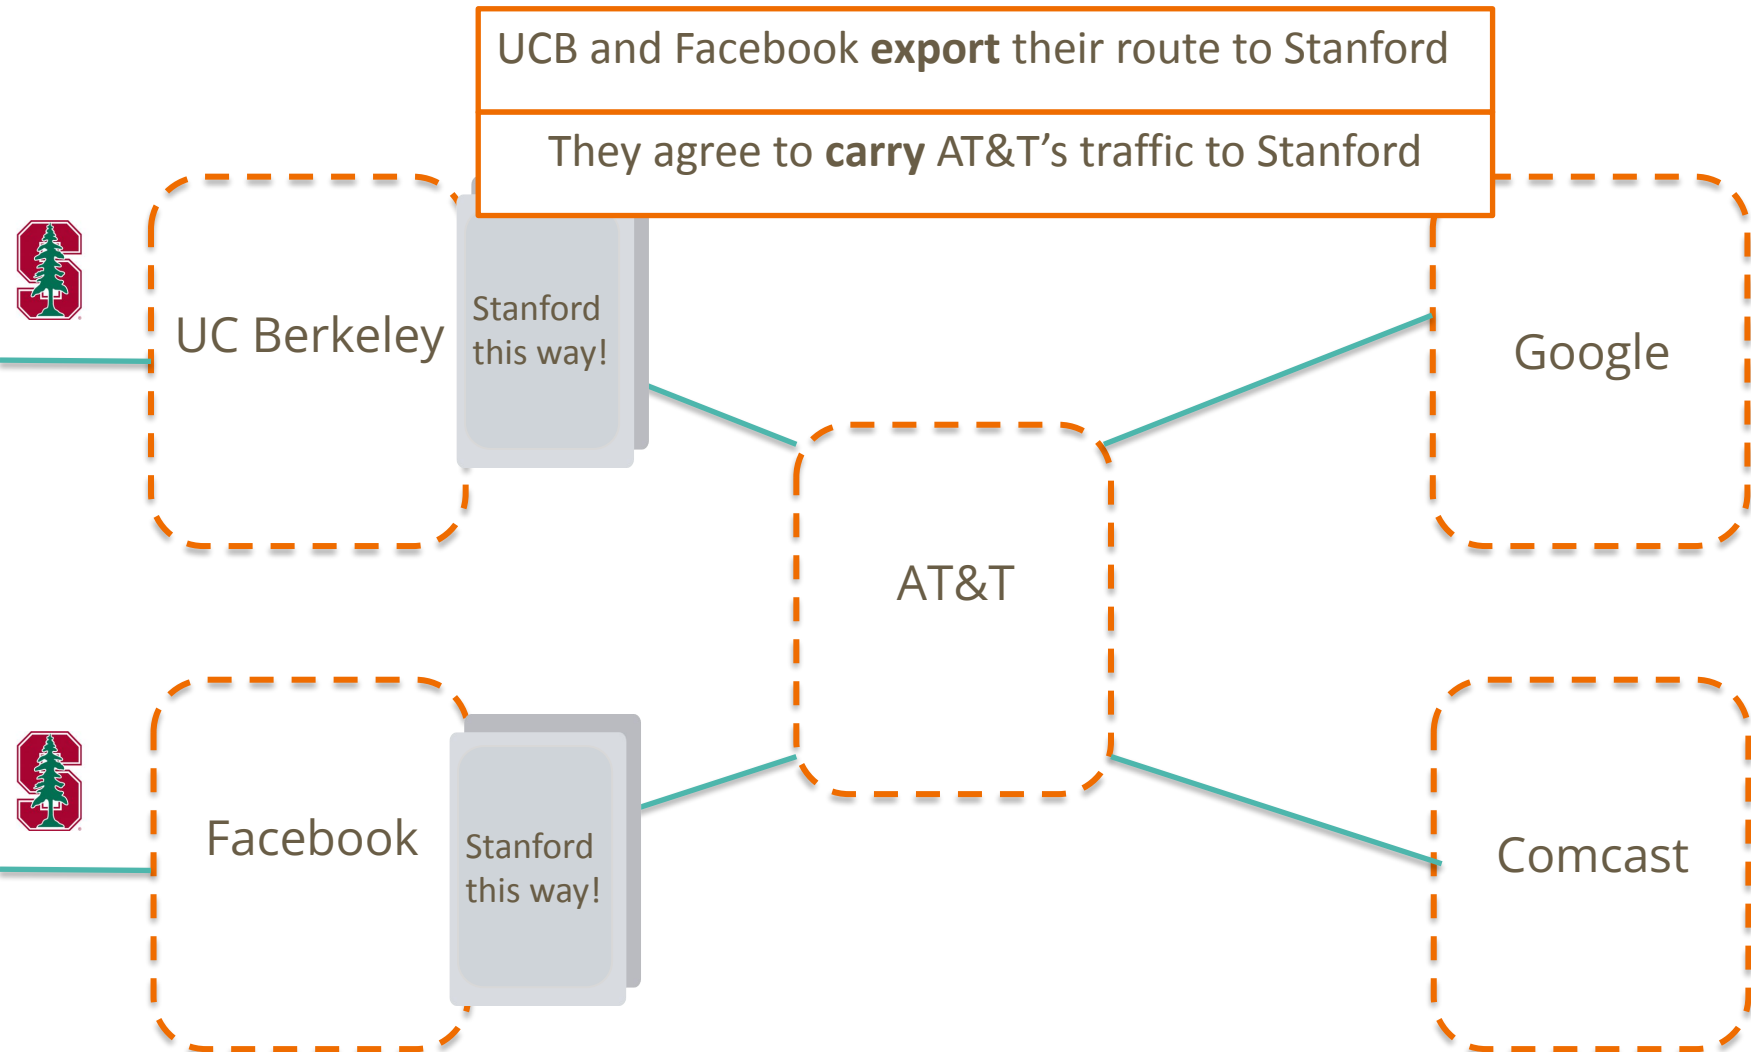 UCB and Facebook export their route to Stanford
They agree to carry AT&T’s traffic to Stanford
UC Berkeley
Stanford
this way!
Google
AT&T
Facebook
Stanford
this way!
Comcast